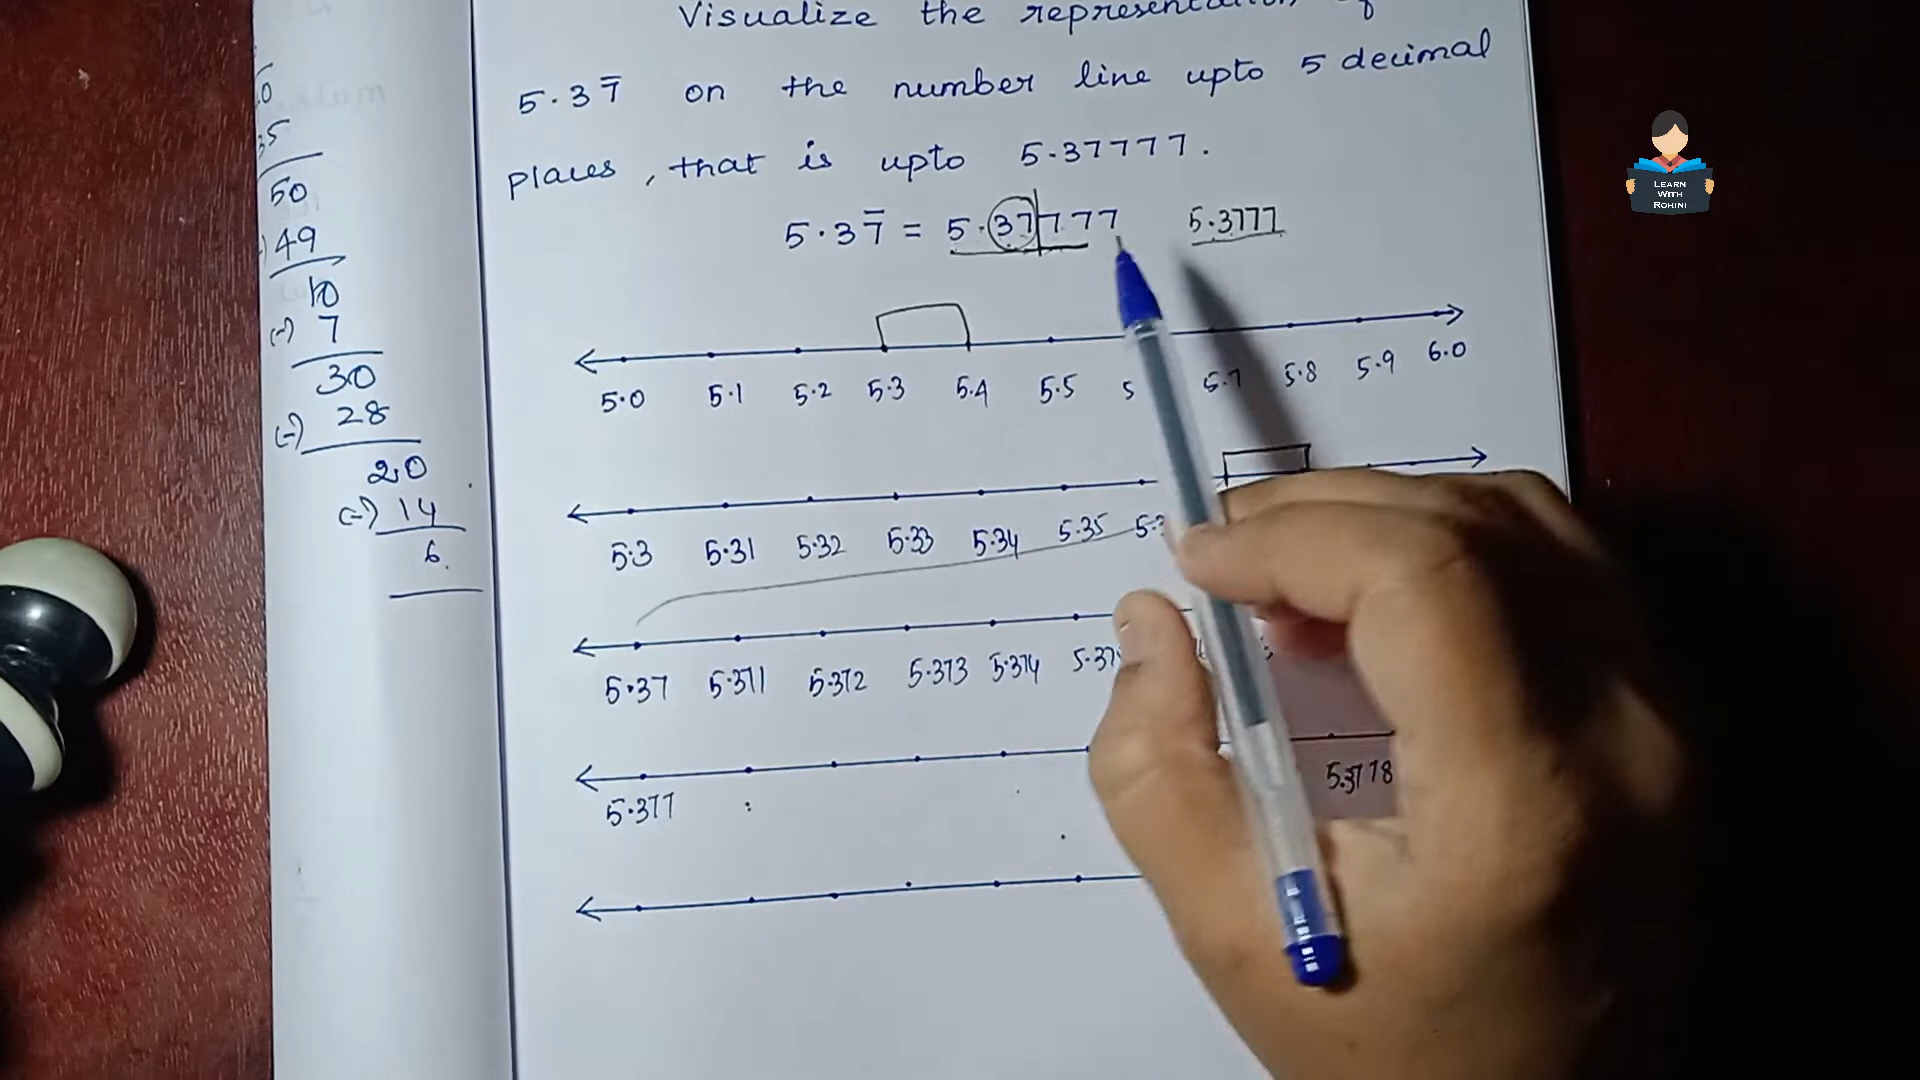 Visualize the representation of
5.37̅ on the number line upto 5 decimal
places, that is upto 5.37777.
5.37̅ = 5.37777 5.3777
5.0 5.1 5.2 5.3 5.4 5.5 5.7 5.8 5.9 6.0
5.3 5.31 5.32 5.33 5.34 5.35
5.37 5.371 5.372 5.373 5.374
5.377 : 5.3778
50
(-) 49
10
(-) 7
30
(-) 28
20
(-) 14
6
LEARN
WITH
ROHINI